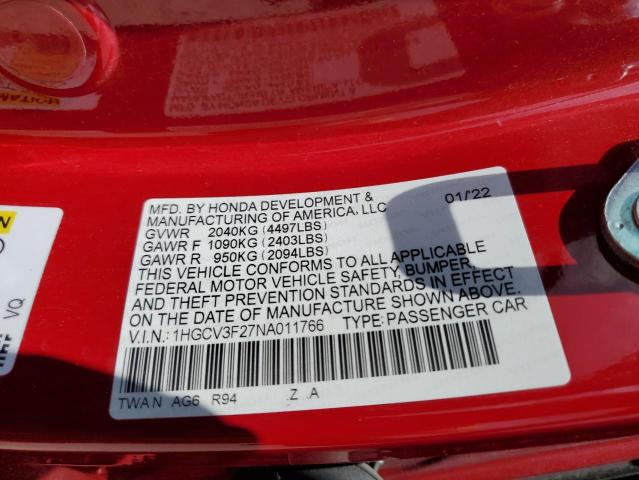 MFD. BY HONDA DEVELOPMENT &
MANUFACTURING OF AMERICA, LLC 01/22
GVWR 2040KG (4497LBS)
GAWR F 1090KG (2403LBS)
GAWR R 950KG (2094LBS)
THIS VEHICLE CONFORMS TO ALL APPLICABLE
FEDERAL MOTOR VEHICLE SAFETY, BUMPER,
AND THEFT PREVENTION STANDARDS IN EFFECT
ON THE DATE OF MANUFACTURE SHOWN ABOVE.
V.I.N.: 1HGCV3F27NA011766 TYPE: PASSENGER CAR
TWA N AG6 R94 .Z .A
VQ